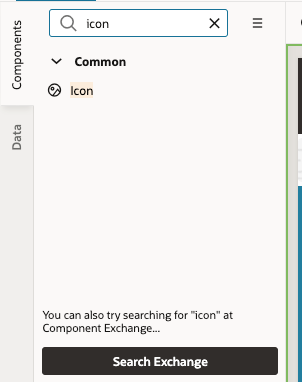 Components
Data
icon
Common
Icon
You can also try searching for "icon" at
Component Exchange...
Search Exchange